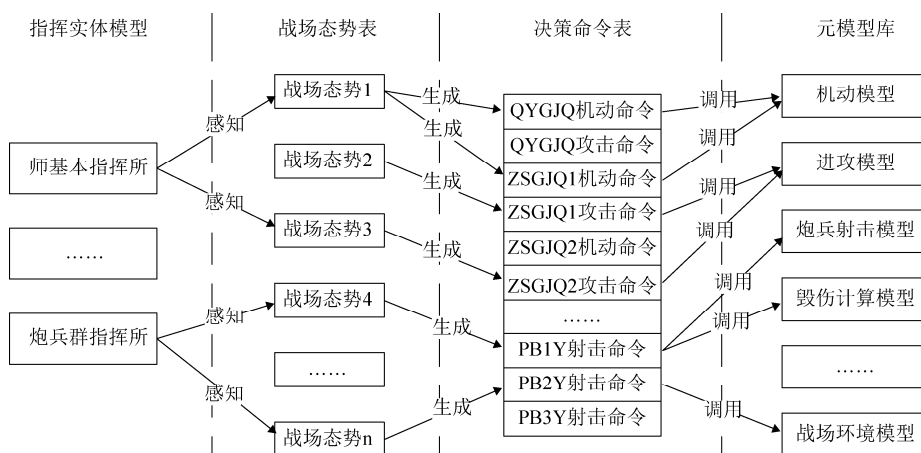 指挥实体模型
战场态势表
决策命令表
元模型库
师基本指挥所
……
炮兵群指挥所
感知
感知
感知
感知
战场态势1
战场态势2
战场态势3
战场态势4
……
战场态势n
生成
生成
生成
生成
生成
生成
QYGJQ机动命令
QYGJQ攻击命令
ZSGJQ1机动命令
ZSGJQ1攻击命令
ZSGJQ2机动命令
ZSGJQ2攻击命令
……
PB1Y射击命令
PB2Y射击命令
PB3Y射击命令
调用
调用
调用
调用
调用
调用
调用
机动模型
进攻模型
炮兵射击模型
毁伤计算模型
……
战场环境模型